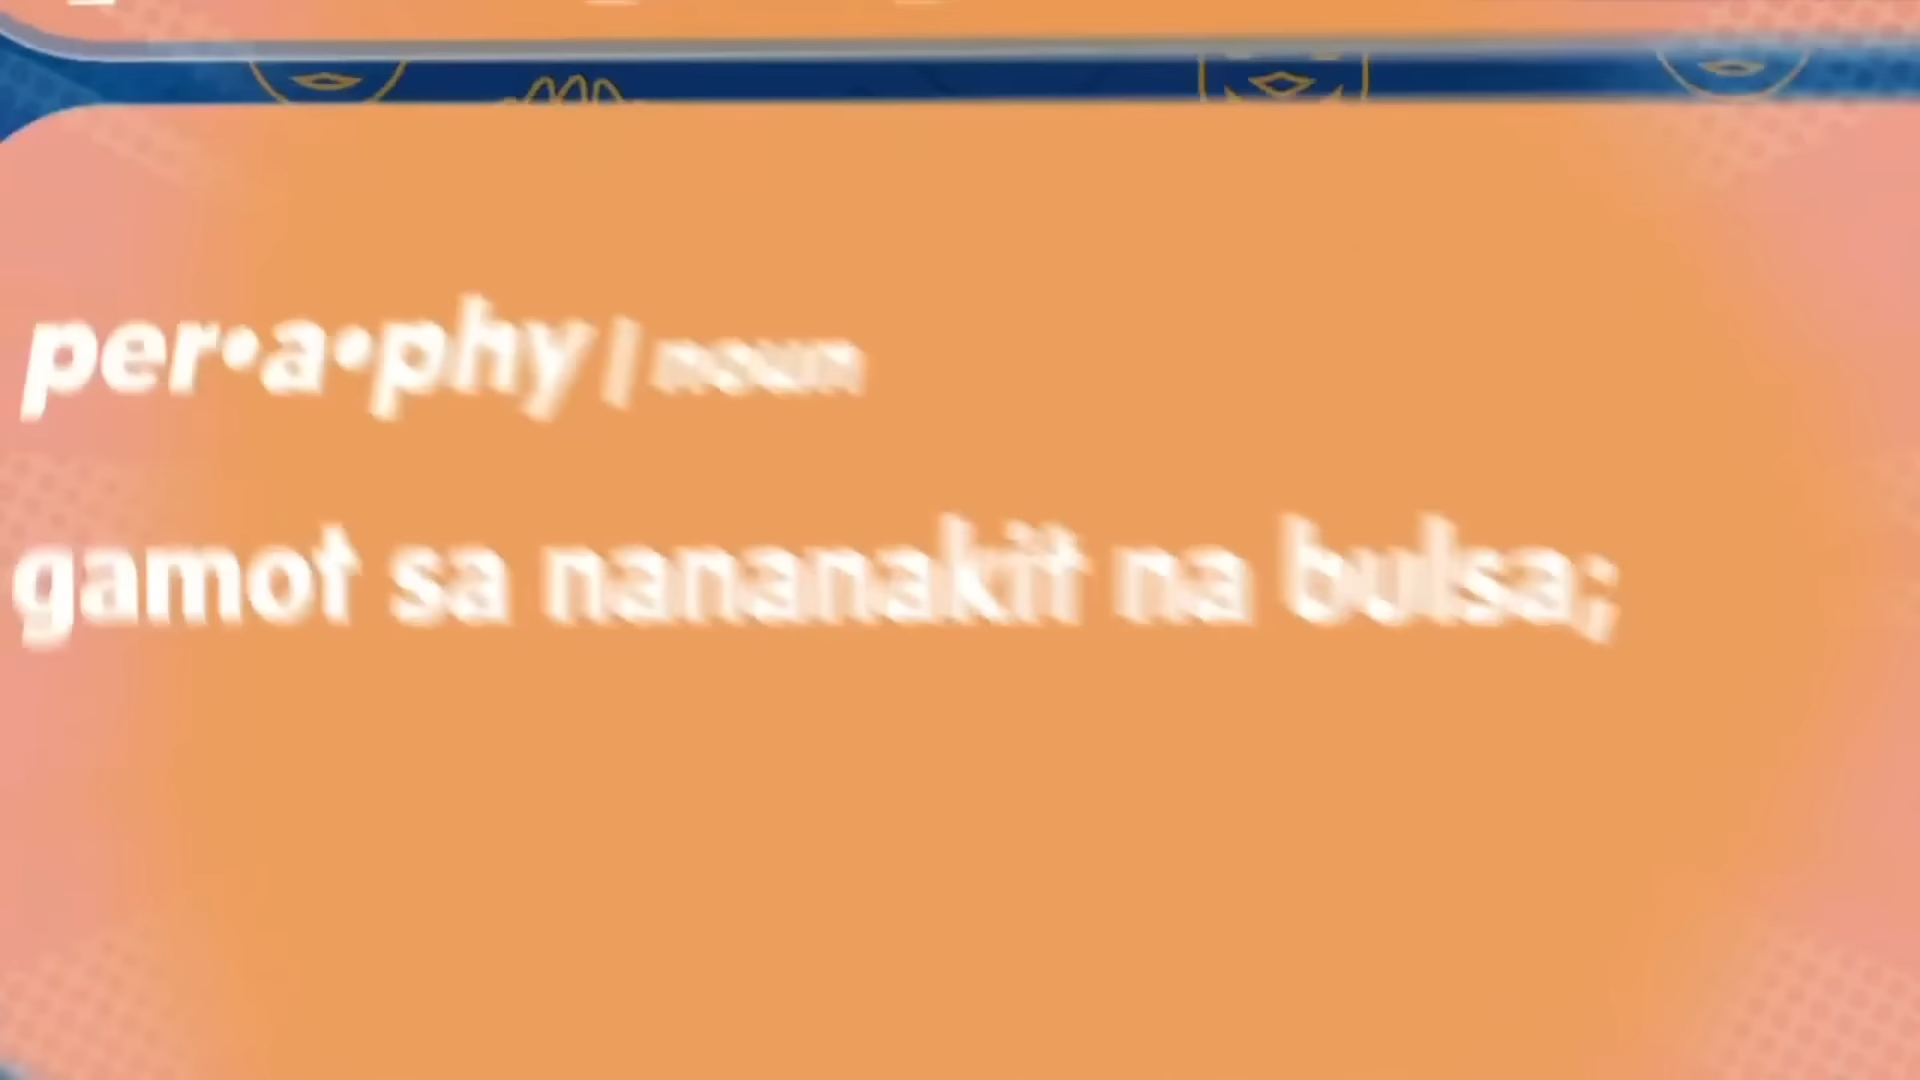 per•a•phy | noun
gamot sa nananakit na bulsa;